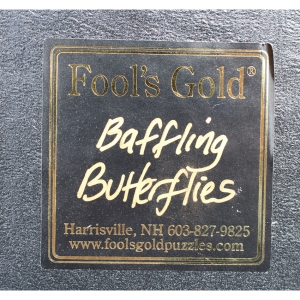 Fool's Gold®
Baffling
Butterflies
Harrisville, NH 603-827-9825
www.foolsgoldpuzzles.com